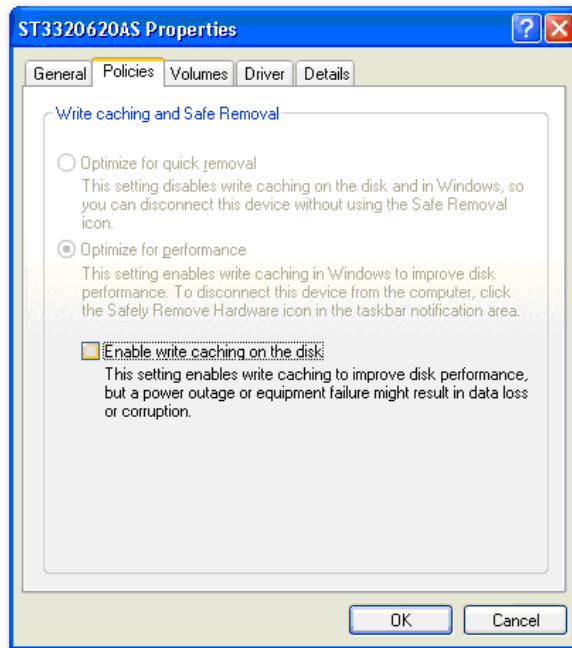 ST3320620AS Properties
General Policies Volumes Driver Details
Write caching and Safe Removal
Optimize for quick removal
This setting disables write caching on the disk and in Windows, so
you can disconnect this device without using the Safe Removal
icon.
Optimize for performance
This setting enables write caching in Windows to improve disk
performance. To disconnect this device from the computer, click
the Safely Remove Hardware icon in the taskbar notification area.
Enable write caching on the disk
This setting enables write caching to improve disk performance,
but a power outage or equipment failure might result in data loss
or corruption.
OK Cancel